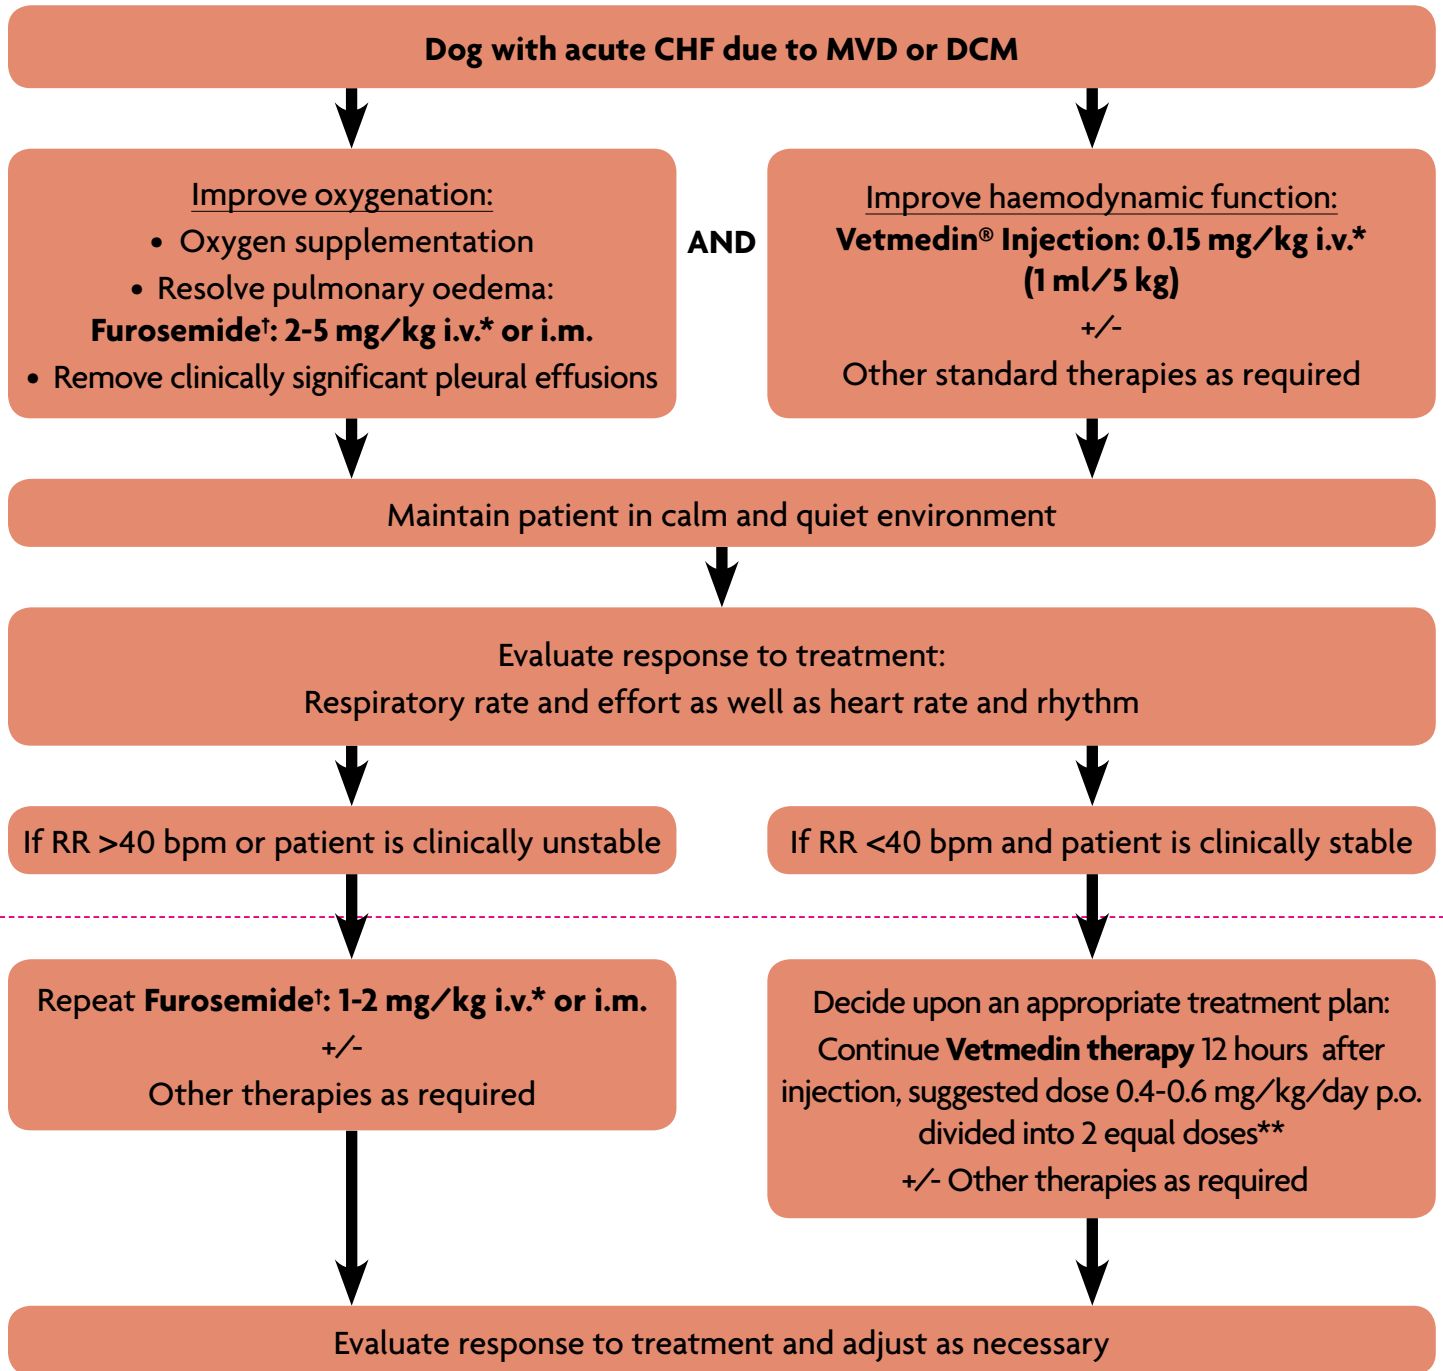 Dog with acute CHF due to MVD or DCM
Improve oxygenation:
• Oxygen supplementation
• Resolve pulmonary oedema:
Furosemide†: 2-5 mg/kg i.v.* or i.m.
• Remove clinically significant pleural effusions
AND
Improve haemodynamic function:
Vetmedin® Injection: 0.15 mg/kg i.v.*
(1 ml/5 kg)
+/-
Other standard therapies as required
Maintain patient in calm and quiet environment
Evaluate response to treatment:
Respiratory rate and effort as well as heart rate and rhythm
If RR >40 bpm or patient is clinically unstable
If RR <40 bpm and patient is clinically stable
Repeat Furosemide†: 1-2 mg/kg i.v.* or i.m.
+/-
Other therapies as required
Decide upon an appropriate treatment plan:
Continue Vetmedin therapy 12 hours after
injection, suggested dose 0.4-0.6 mg/kg/day p.o.
divided into 2 equal doses**
+/- Other therapies as required
Evaluate response to treatment and adjust as necessary